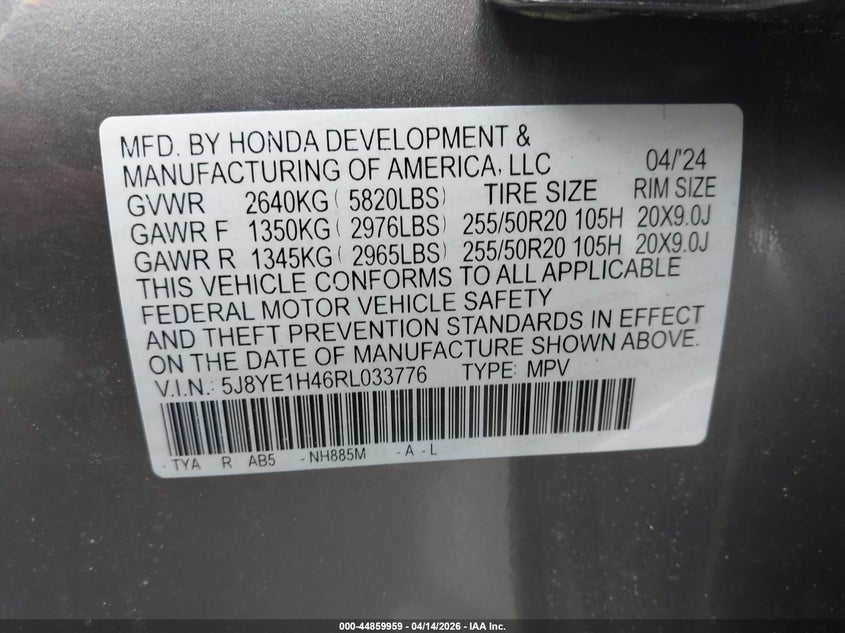 MFD. BY HONDA DEVELOPMENT &
MANUFACTURING OF AMERICA, LLC 04/'24
GVWR 2640KG ( 5820LBS) TIRE SIZE RIM SIZE
GAWR F 1350KG ( 2976LBS) 255/50R20 105H 20X9.0J
GAWR R 1345KG ( 2965LBS) 255/50R20 105H 20X9.0J
THIS VEHICLE CONFORMS TO ALL APPLICABLE
FEDERAL MOTOR VEHICLE SAFETY
AND THEFT PREVENTION STANDARDS IN EFFECT
ON THE DATE OF MANUFACTURE SHOWN ABOVE.
V.I.N.: 5J8YE1H46RL033776 TYPE: MPV
- TYA R AB5 - NH885M - A - L
000-44859959 | 04/14/2026 - IAA Inc.